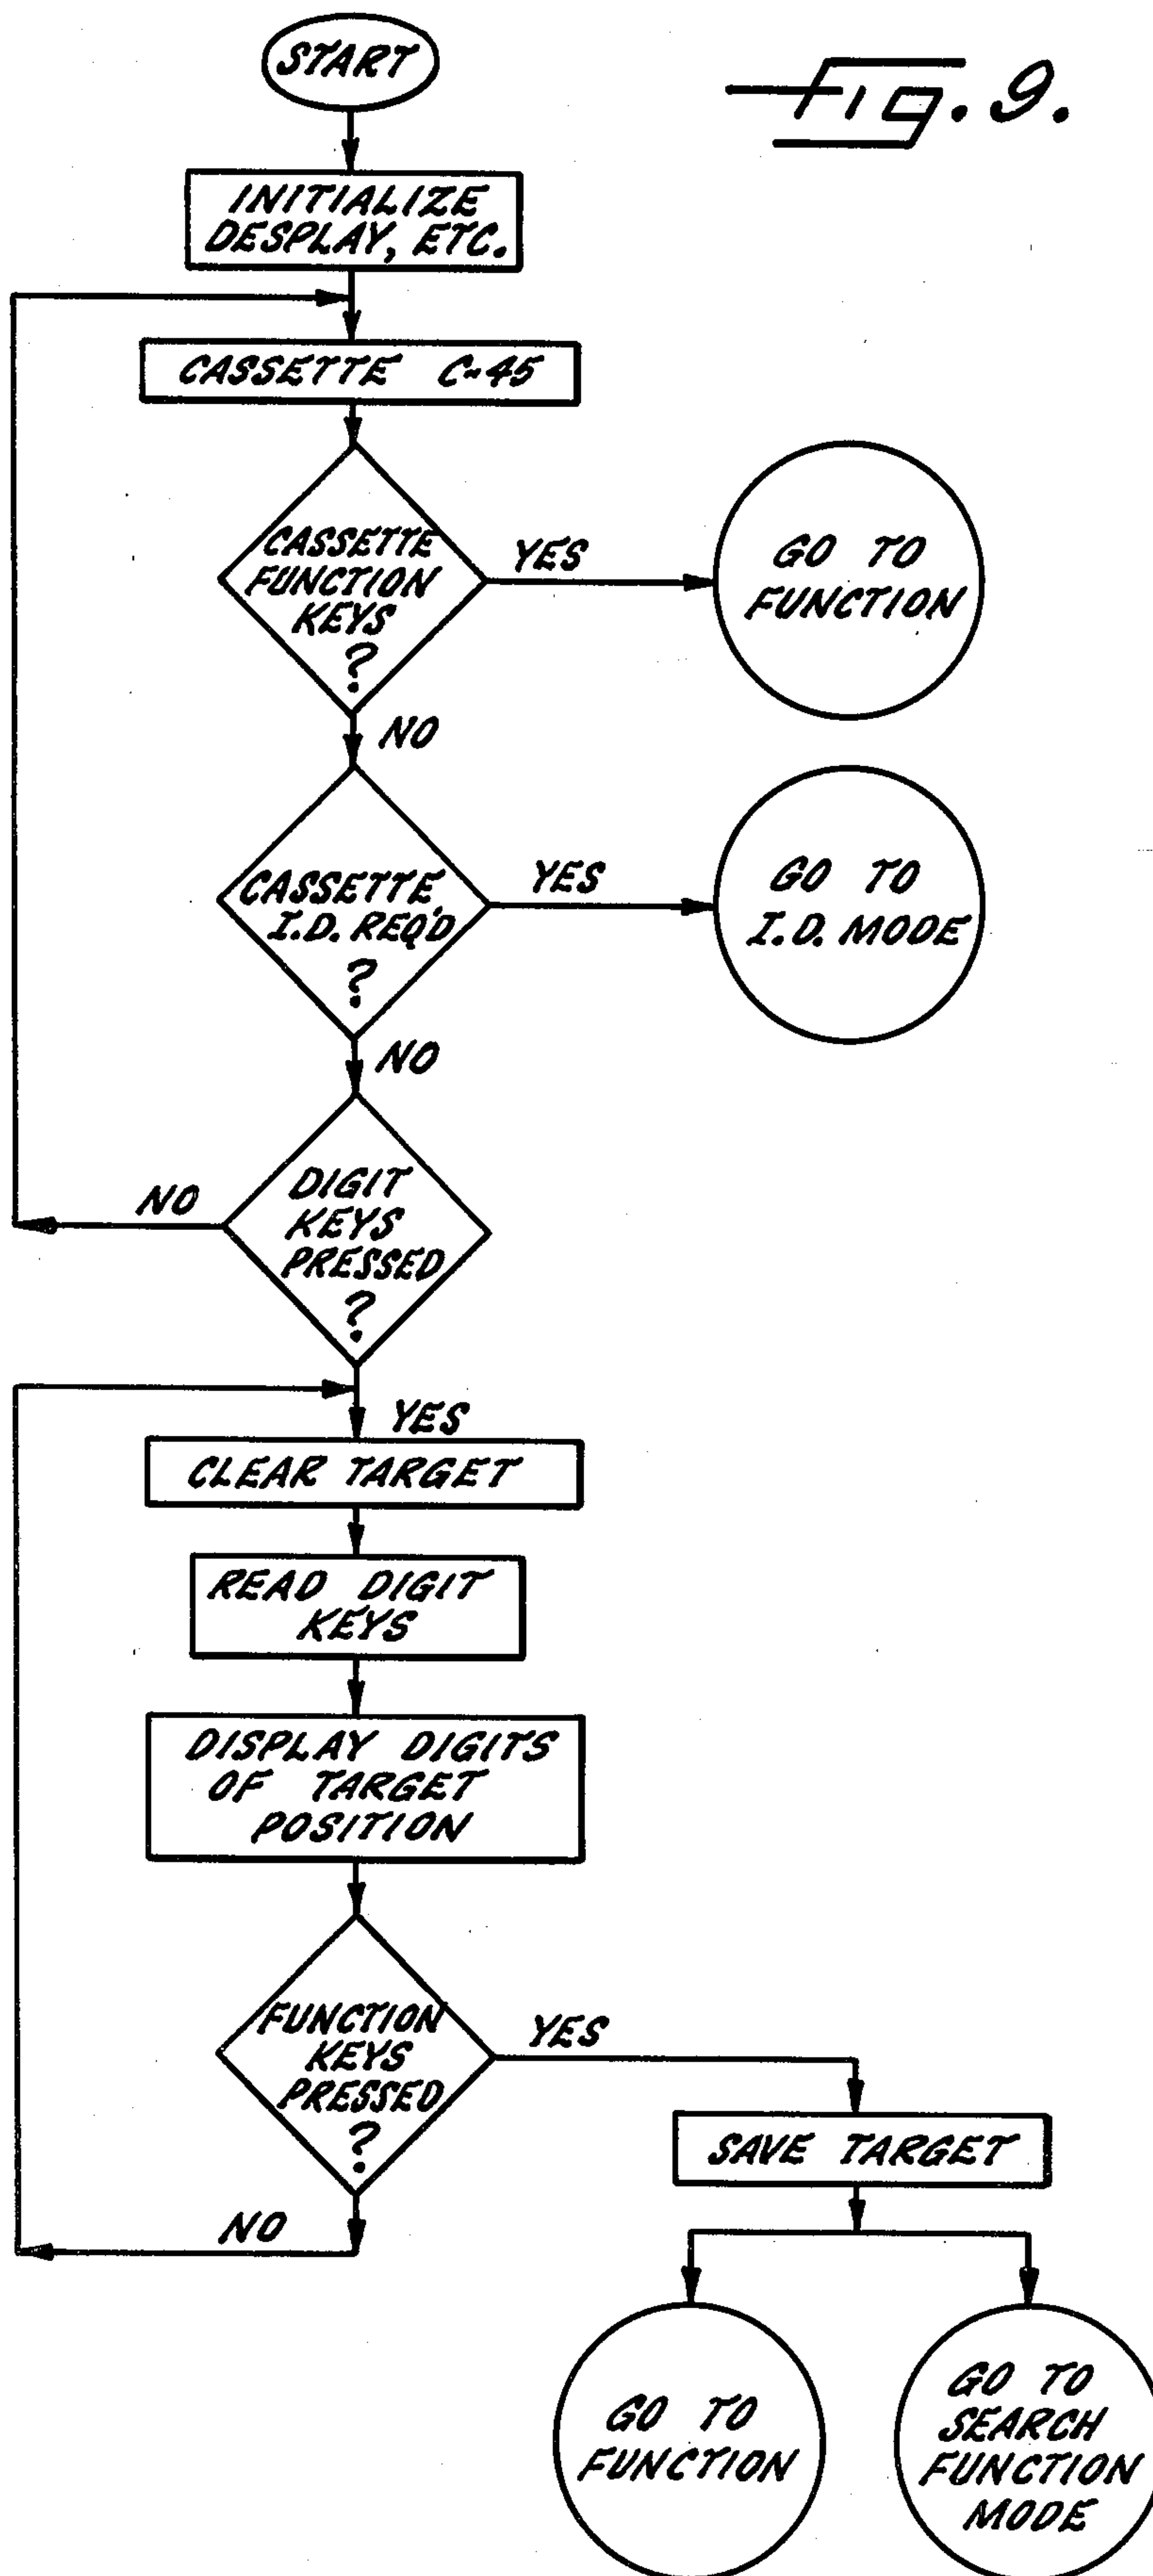 START
Fig. 9.
INITIALIZE
DESPLAY, ETC.
CASSETTE C-45
CASSETTE
FUNCTION
KEYS
?
YES
GO TO
FUNCTION
NO
CASSETTE
I.D. REQ'D
?
YES
GO TO
I.D. MODE
NO
DIGIT
KEYS
PRESSED
?
NO
YES
CLEAR TARGET
READ DIGIT
KEYS
DISPLAY DIGITS
OF TARGET
POSITION
FUNCTION
KEYS
PRESSED
?
YES
NO
SAVE TARGET
GO TO
FUNCTION
GO TO
SEARCH
FUNCTION
MODE